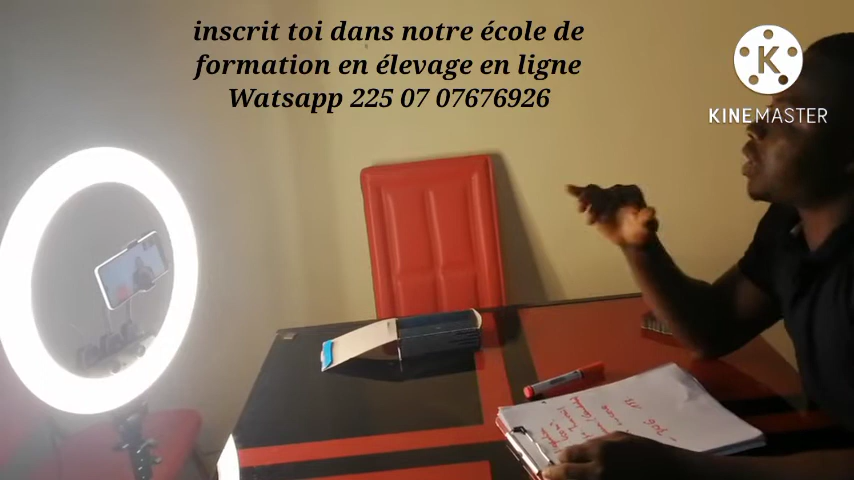 inscrit toi dans notre école de
formation en élevage en ligne
Watsapp 225 07 07676926
K
KINEMASTER